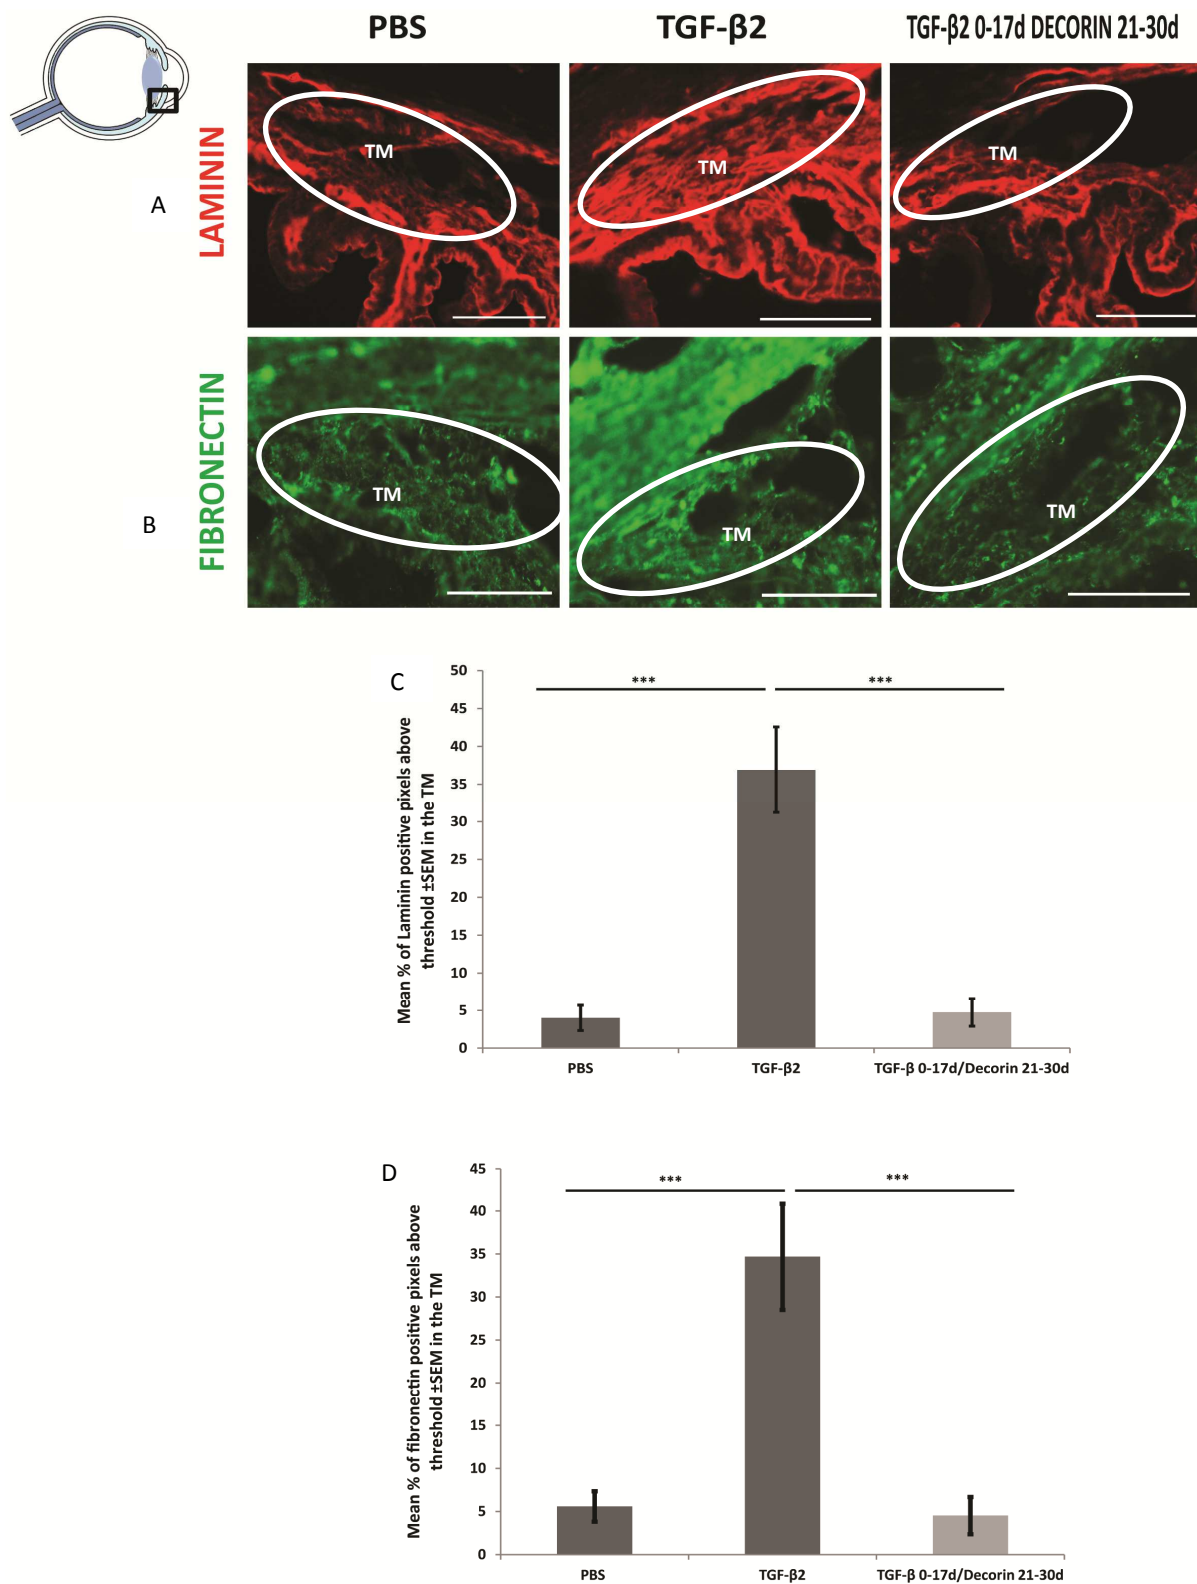 PBS
TGF-β2
TGF-β2 0-17d DECORIN 21-30d
A
LAMININ
TM
TM
TM
B
FIBRONECTIN
TM
TM
TM
C
Mean % of Laminin positive pixels above
threshold ±SEM in the TM
50
45
40
35
30
25
20
15
10
5
0
***
***
PBS
TGF-β2
TGF-β 0-17d/Decorin 21-30d
D
Mean % of fibronectin positive pixels above
threshold ±SEM in the TM
45
40
35
30
25
20
15
10
5
0
***
***
PBS
TGF-β2
TGF-β 0-17d/Decorin 21-30d